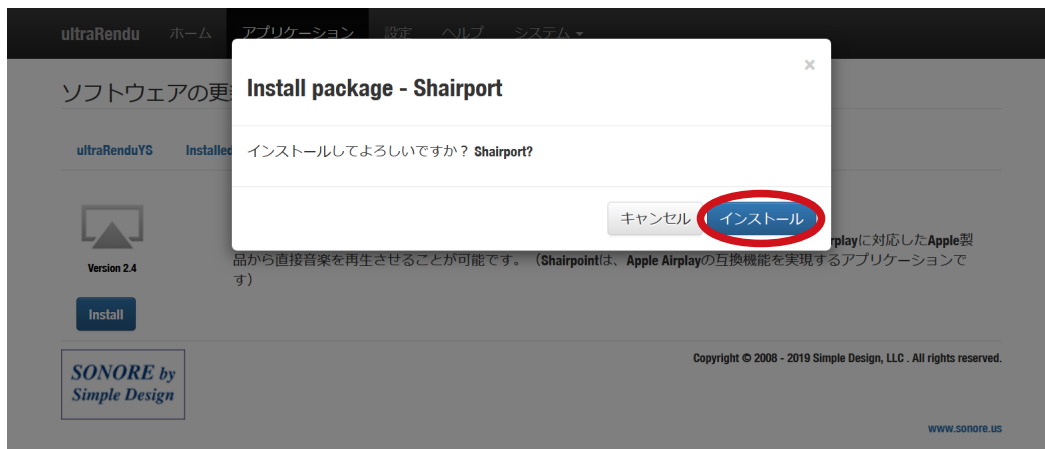 ultraRendu ホーム アプリケーション 設定 ヘルプ システム
×
Install package - Shairport
ソフトウェアの更
ultraRenduYS Installed
インストールしてよろしいですか？ Shairport?
キャンセル インストール
rplayに対応したApple製
品から直接音楽を再生させることが可能です。（Shairpointは、Apple Airplayの互換機能を実現するアプリケーションで
す）
Version 2.4
Install
SONORE by
Simple Design
Copyright © 2008 - 2019 Simple Design, LLC . All rights reserved.
www.sonore.us